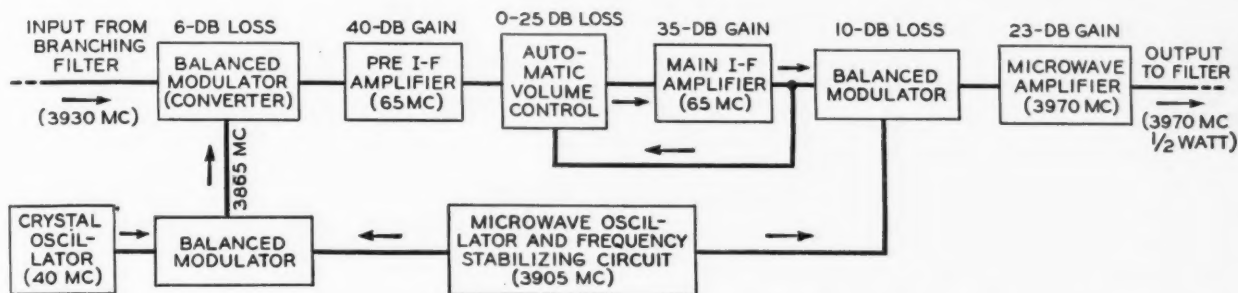 INPUT FROM
BRANCHING
FILTER
(3930 MC)
6-DB LOSS
BALANCED
MODULATOR
(CONVERTER)
40-DB GAIN
PRE I-F
AMPLIFIER
(65 MC)
0-25 DB LOSS
AUTO-
MATIC
VOLUME
CONTROL
35-DB GAIN
MAIN I-F
AMPLIFIER
(65 MC)
10-DB LOSS
BALANCED
MODULATOR
23-DB GAIN
MICROWAVE
AMPLIFIER
(3970 MC)
OUTPUT
TO FILTER
(3970 MC
1/2 WATT)
3865 MC
CRYSTAL
OSCIL-
LATOR
(40 MC)
BALANCED
MODULATOR
MICROWAVE OSCIL-
LATOR AND FREQUENCY
STABILIZING CIRCUIT
(3905 MC)